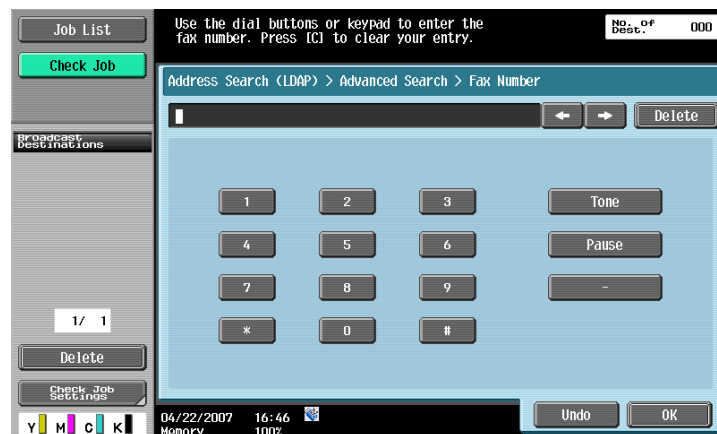 Job List
Check Job
Use the dial buttons or keypad to enter the
fax number. Press [C] to clear your entry.
No. of
Dest.
000
Address Search (LDAP) > Advanced Search > Fax Number
Delete
Broadcast
Destinations
1 2 3 Tone
4 5 6 Pause
7 8 9 -
* 0 #
1/ 1
Delete
Check Job
Settings
Y M C K
04/22/2007 16:46
Memory 100%
Undo OK